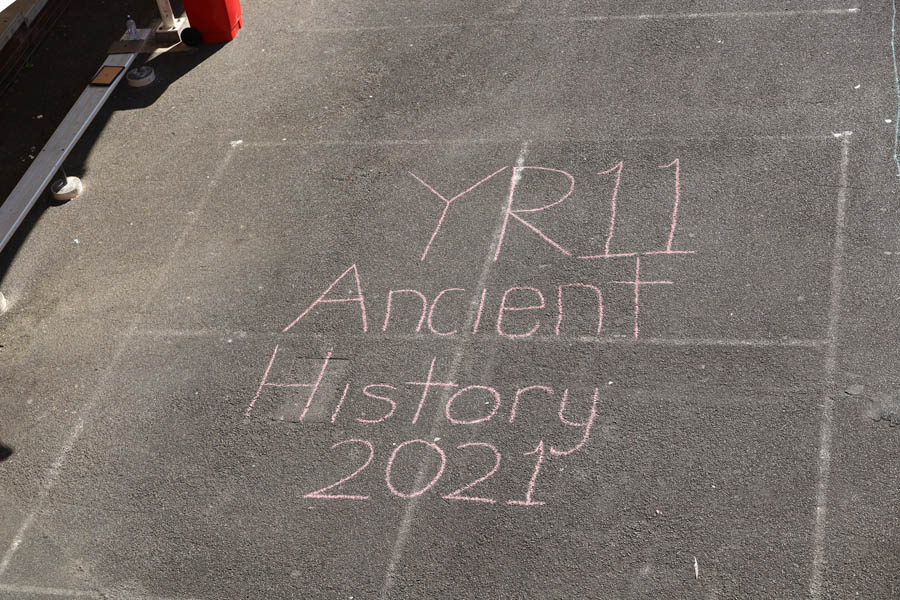 YR11
Ancient
History
2021